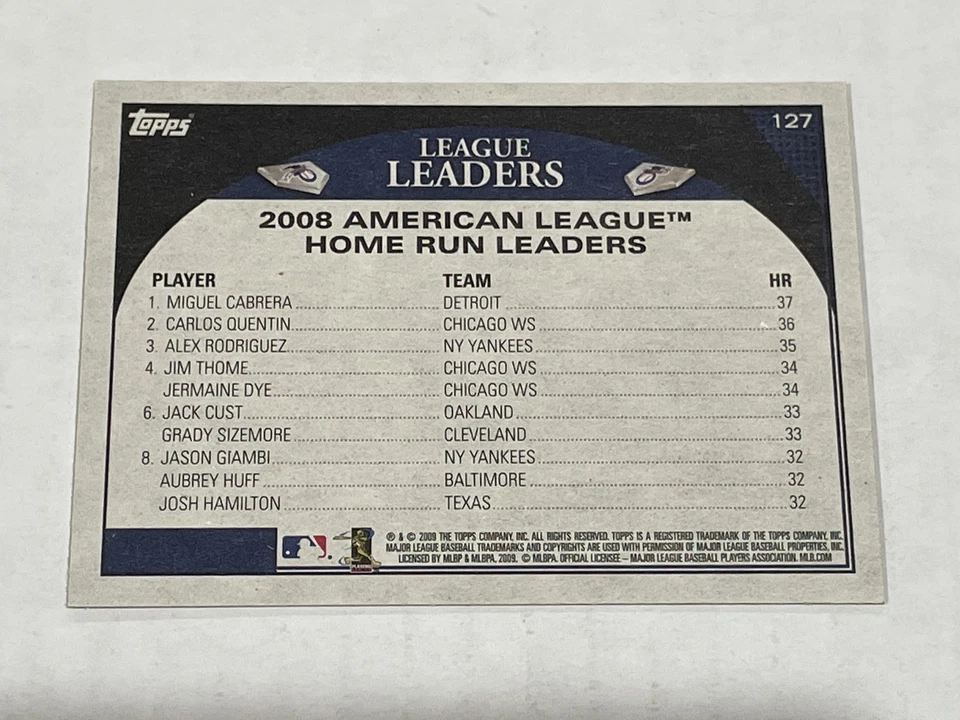 Topps 127
LEAGUE
LEADERS
2008 AMERICAN LEAGUE™
HOME RUN LEADERS
PLAYER TEAM HR
1. MIGUEL CABRERA DETROIT 37
2. CARLOS QUENTIN CHICAGO WS 36
3. ALEX RODRIGUEZ NY YANKEES 35
4. JIM THOME CHICAGO WS 34
JERMAINE DYE CHICAGO WS 34
6. JACK CUST OAKLAND 33
GRADY SIZEMORE CLEVELAND 33
8. JASON GIAMBI NY YANKEES 32
AUBREY HUFF BALTIMORE 32
JOSH HAMILTON TEXAS 32
® & © 2009 THE TOPPS COMPANY, INC. ALL RIGHTS RESERVED. TOPPS IS A REGISTERED TRADEMARK OF THE TOPPS COMPANY, INC.
MAJOR LEAGUE BASEBALL TRADEMARKS AND COPYRIGHTS ARE USED WITH PERMISSION OF MAJOR LEAGUE BASEBALL PROPERTIES, INC.
LICENSED BY MLBP & MLBPA, 2009. © MLBPA. OFFICIAL LICENSEE – MAJOR LEAGUE BASEBALL PLAYERS ASSOCIATION. MLB.COM